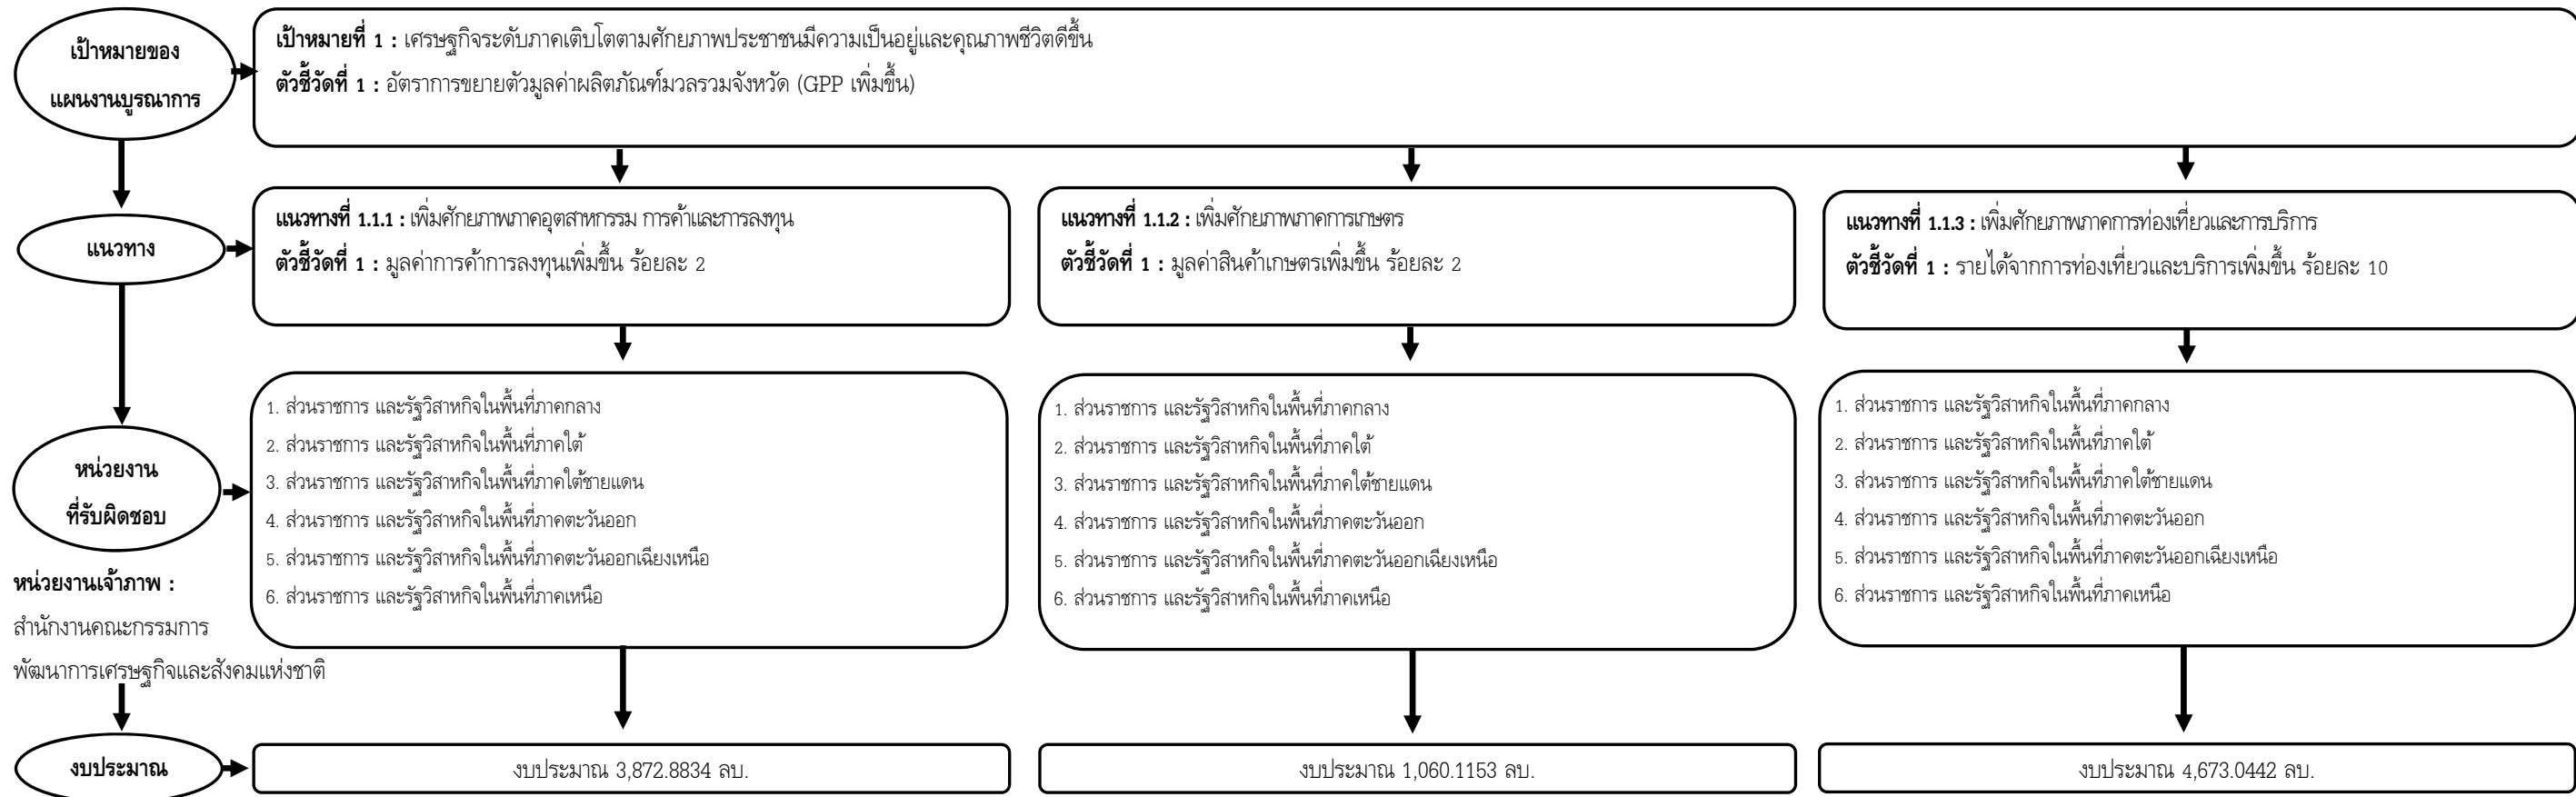 เป้าหมายของ
แผนงานบูรณาการ
เป้าหมายที่ 1 : เศรษฐกิจระดับภาคเติบโตตามศักยภาพประชาชนมีความเป็นอยู่และคุณภาพชีวิตดีขึ้น
ตัวชี้วัดที่ 1 : อัตราการขยายตัวมูลค่าผลิตภัณฑ์มวลรวมจังหวัด (GPP เพิ่มขึ้น)
แนวทาง
แนวทางที่ 1.1.1 : เพิ่มศักยภาพภาคอุตสาหกรรม การค้าและการลงทุน
ตัวชี้วัดที่ 1 : มูลค่าการค้าการลงทุนเพิ่มขึ้น ร้อยละ 2
แนวทางที่ 1.1.2 : เพิ่มศักยภาพภาคการเกษตร
ตัวชี้วัดที่ 1 : มูลค่าสินค้าเกษตรเพิ่มขึ้น ร้อยละ 2
แนวทางที่ 1.1.3 : เพิ่มศักยภาพภาคการท่องเที่ยวและการบริการ
ตัวชี้วัดที่ 1 : รายได้จากการท่องเที่ยวและบริการเพิ่มขึ้น ร้อยละ 10
หน่วยงาน
ที่รับผิดชอบ
หน่วยงานเจ้าภาพ :
สำนักงานคณะกรรมการ
พัฒนาการเศรษฐกิจและสังคมแห่งชาติ
1. ส่วนราชการ และรัฐวิสาหกิจในพื้นที่ภาคกลาง
2. ส่วนราชการ และรัฐวิสาหกิจในพื้นที่ภาคใต้
3. ส่วนราชการ และรัฐวิสาหกิจในพื้นที่ภาคใต้ชายแดน
4. ส่วนราชการ และรัฐวิสาหกิจในพื้นที่ภาคตะวันออก
5. ส่วนราชการ และรัฐวิสาหกิจในพื้นที่ภาคตะวันออกเฉียงเหนือ
6. ส่วนราชการ และรัฐวิสาหกิจในพื้นที่ภาคเหนือ
1. ส่วนราชการ และรัฐวิสาหกิจในพื้นที่ภาคกลาง
2. ส่วนราชการ และรัฐวิสาหกิจในพื้นที่ภาคใต้
3. ส่วนราชการ และรัฐวิสาหกิจในพื้นที่ภาคใต้ชายแดน
4. ส่วนราชการ และรัฐวิสาหกิจในพื้นที่ภาคตะวันออก
5. ส่วนราชการ และรัฐวิสาหกิจในพื้นที่ภาคตะวันออกเฉียงเหนือ
6. ส่วนราชการ และรัฐวิสาหกิจในพื้นที่ภาคเหนือ
1. ส่วนราชการ และรัฐวิสาหกิจในพื้นที่ภาคกลาง
2. ส่วนราชการ และรัฐวิสาหกิจในพื้นที่ภาคใต้
3. ส่วนราชการ และรัฐวิสาหกิจในพื้นที่ภาคใต้ชายแดน
4. ส่วนราชการ และรัฐวิสาหกิจในพื้นที่ภาคตะวันออก
5. ส่วนราชการ และรัฐวิสาหกิจในพื้นที่ภาคตะวันออกเฉียงเหนือ
6. ส่วนราชการ และรัฐวิสาหกิจในพื้นที่ภาคเหนือ
งบประมาณ
งบประมาณ 3,872.8834 ลบ.
งบประมาณ 1,060.1153 ลบ.
งบประมาณ 4,673.0442 ลบ.